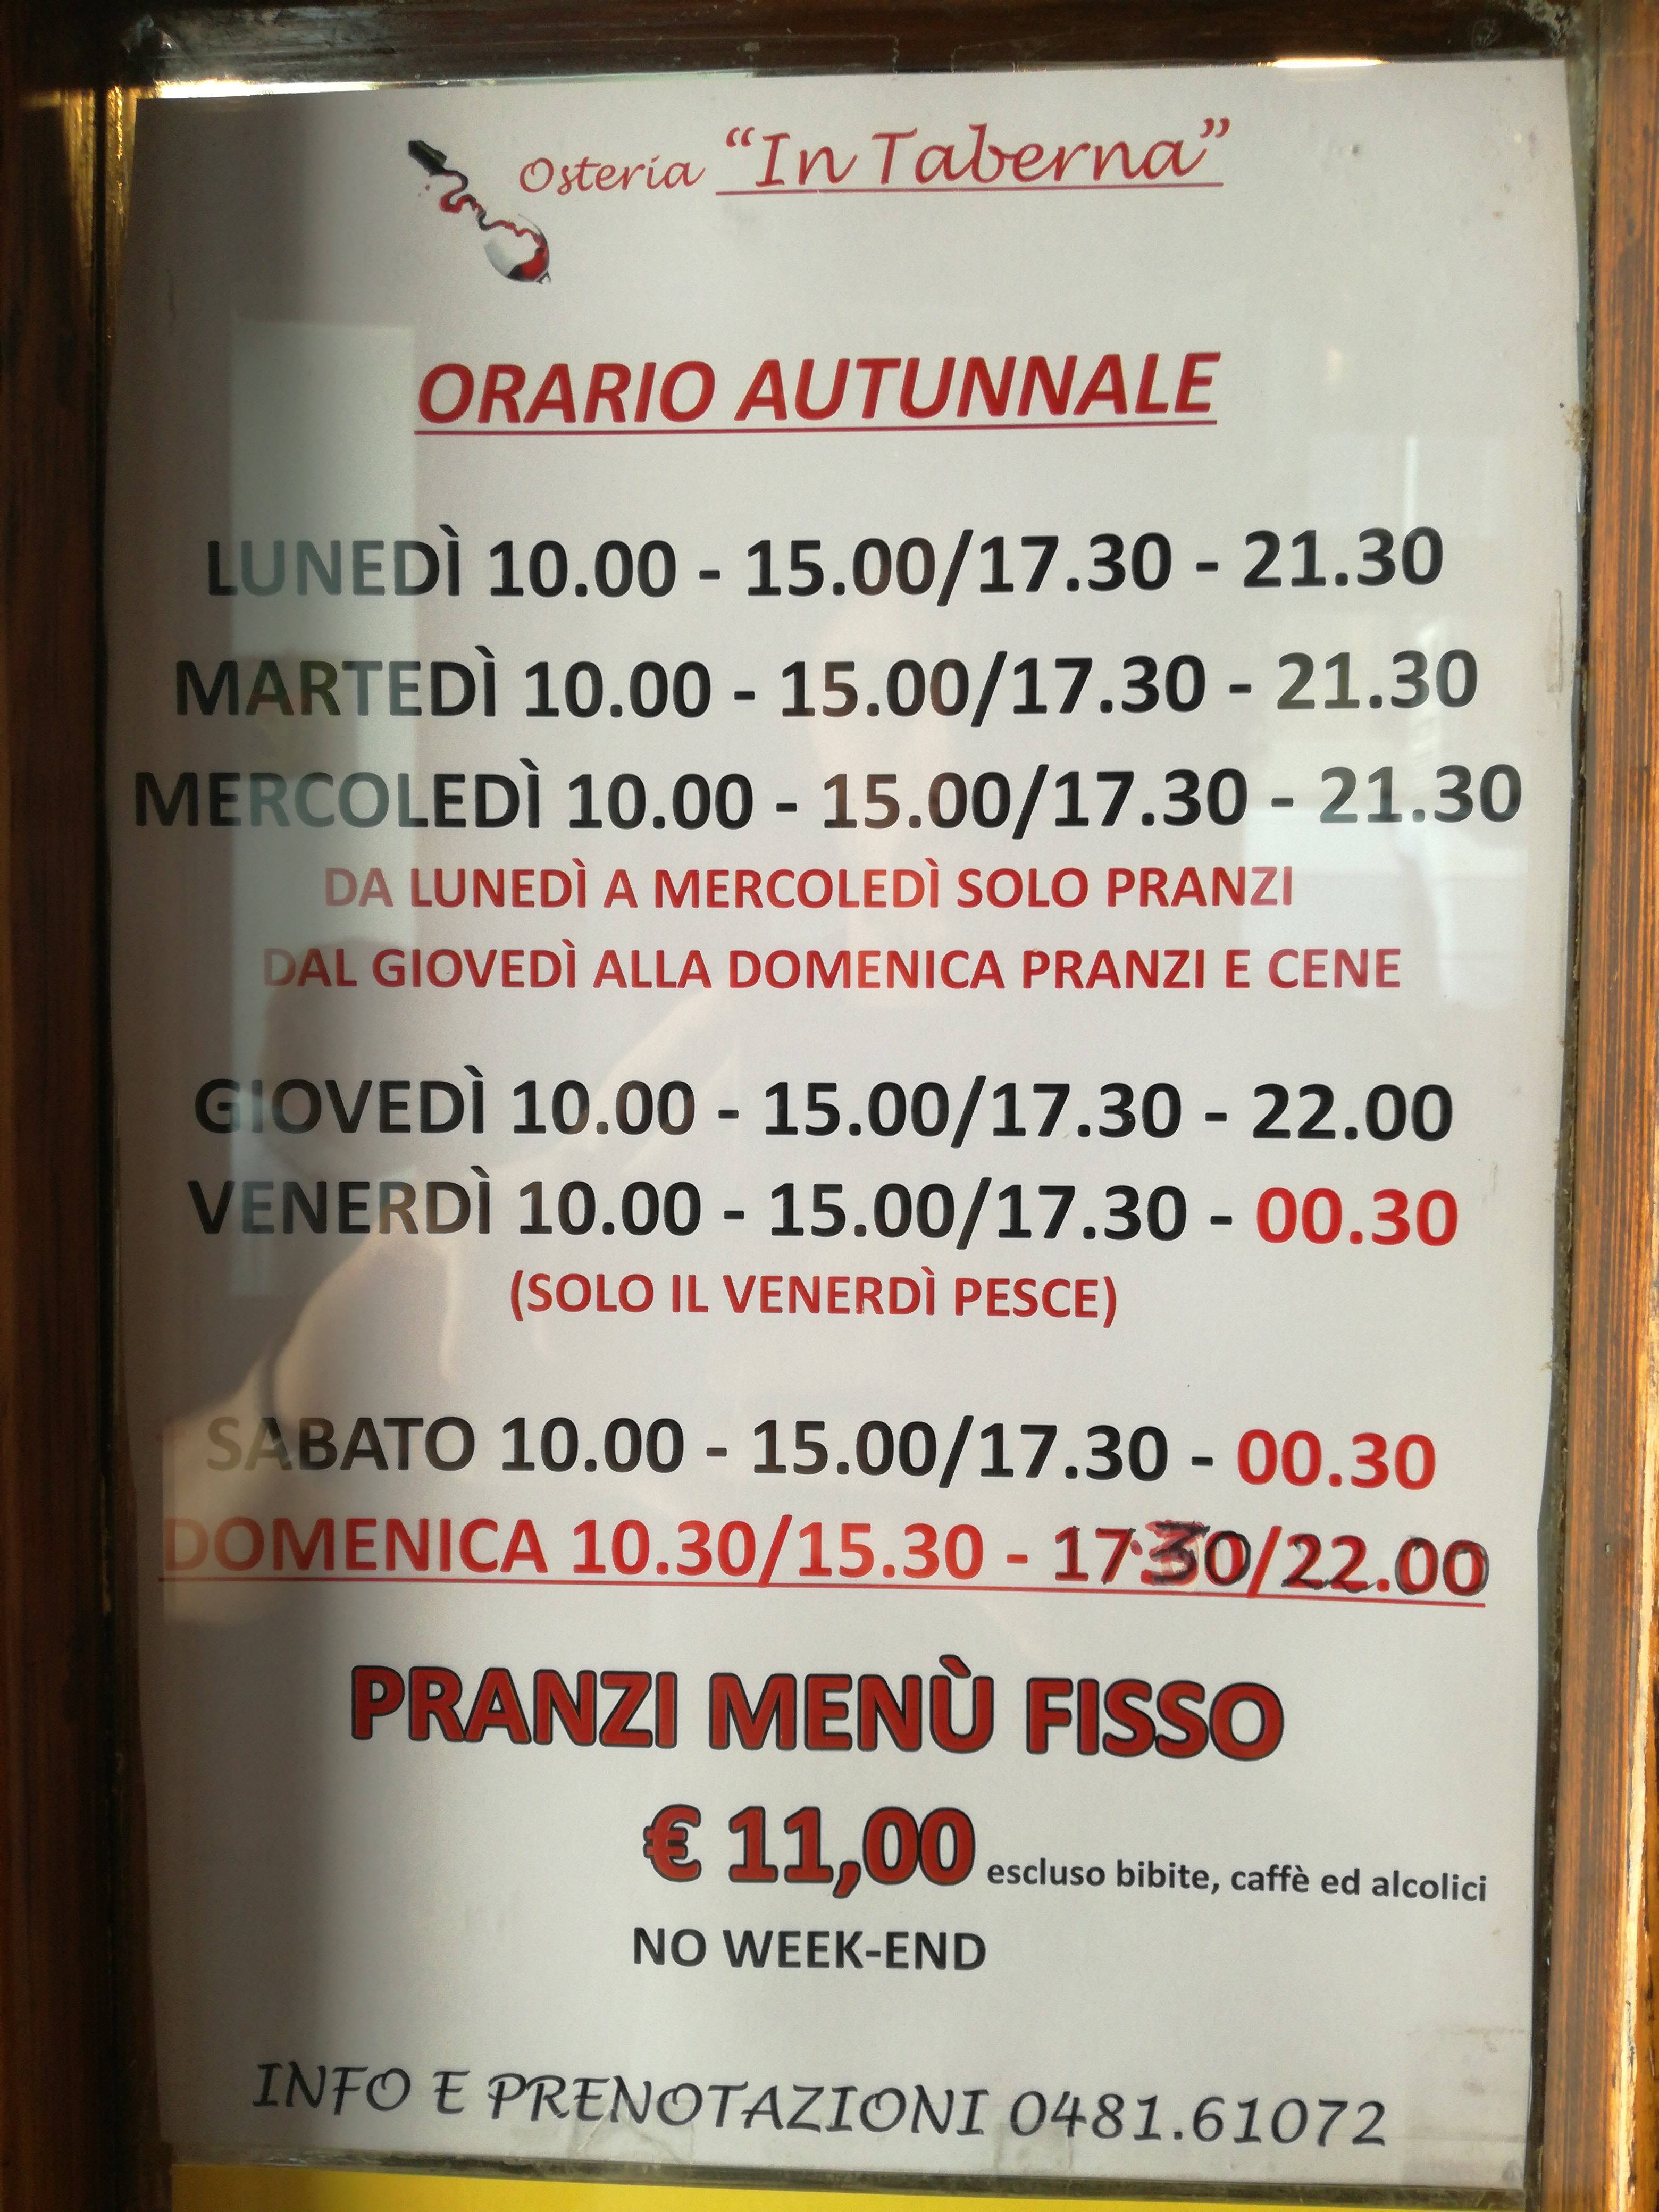 Osteria "In Taberna"
ORARIO AUTUNNALE
LUNEDÌ 10.00 - 15.00/17.30 - 21.30
MARTEDÌ 10.00 - 15.00/17.30 - 21.30
MERCOLEDÌ 10.00 - 15.00/17.30 - 21.30
DA LUNEDÌ A MERCOLEDÌ SOLO PRANZI
DAL GIOVEDÌ ALLA DOMENICA PRANZI E CENE
GIOVEDÌ 10.00 - 15.00/17.30 - 22.00
VENERDÌ 10.00 - 15.00/17.30 - 00.30
(SOLO IL VENERDÌ PESCE)
SABATO 10.00 - 15.00/17.30 - 00.30
DOMENICA 10.30/15.30 - 17.30/22.00
PRANZI MENÙ FISSO
€ 11,00 escluso bibite, caffè ed alcolici
NO WEEK-END
INFO E PRENOTAZIONI 0481.61072